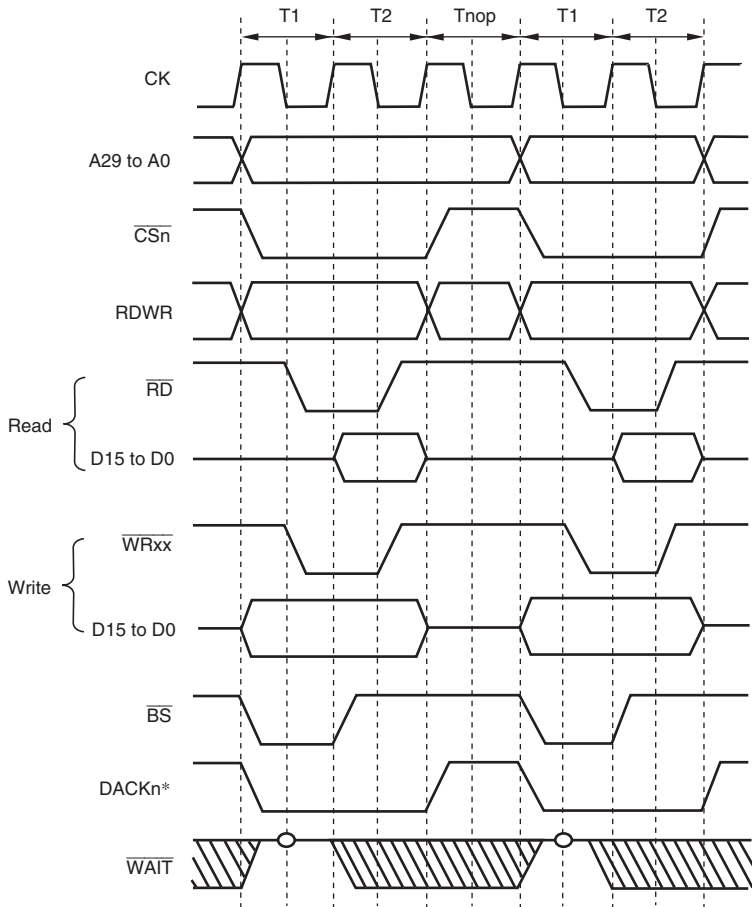 T1 T2 Tnop T1 T2
CK
A29 to A0
CSn
RDWR
RD
Read
D15 to D0
WRxx
Write
D15 to D0
BS
DACKn*
WAIT